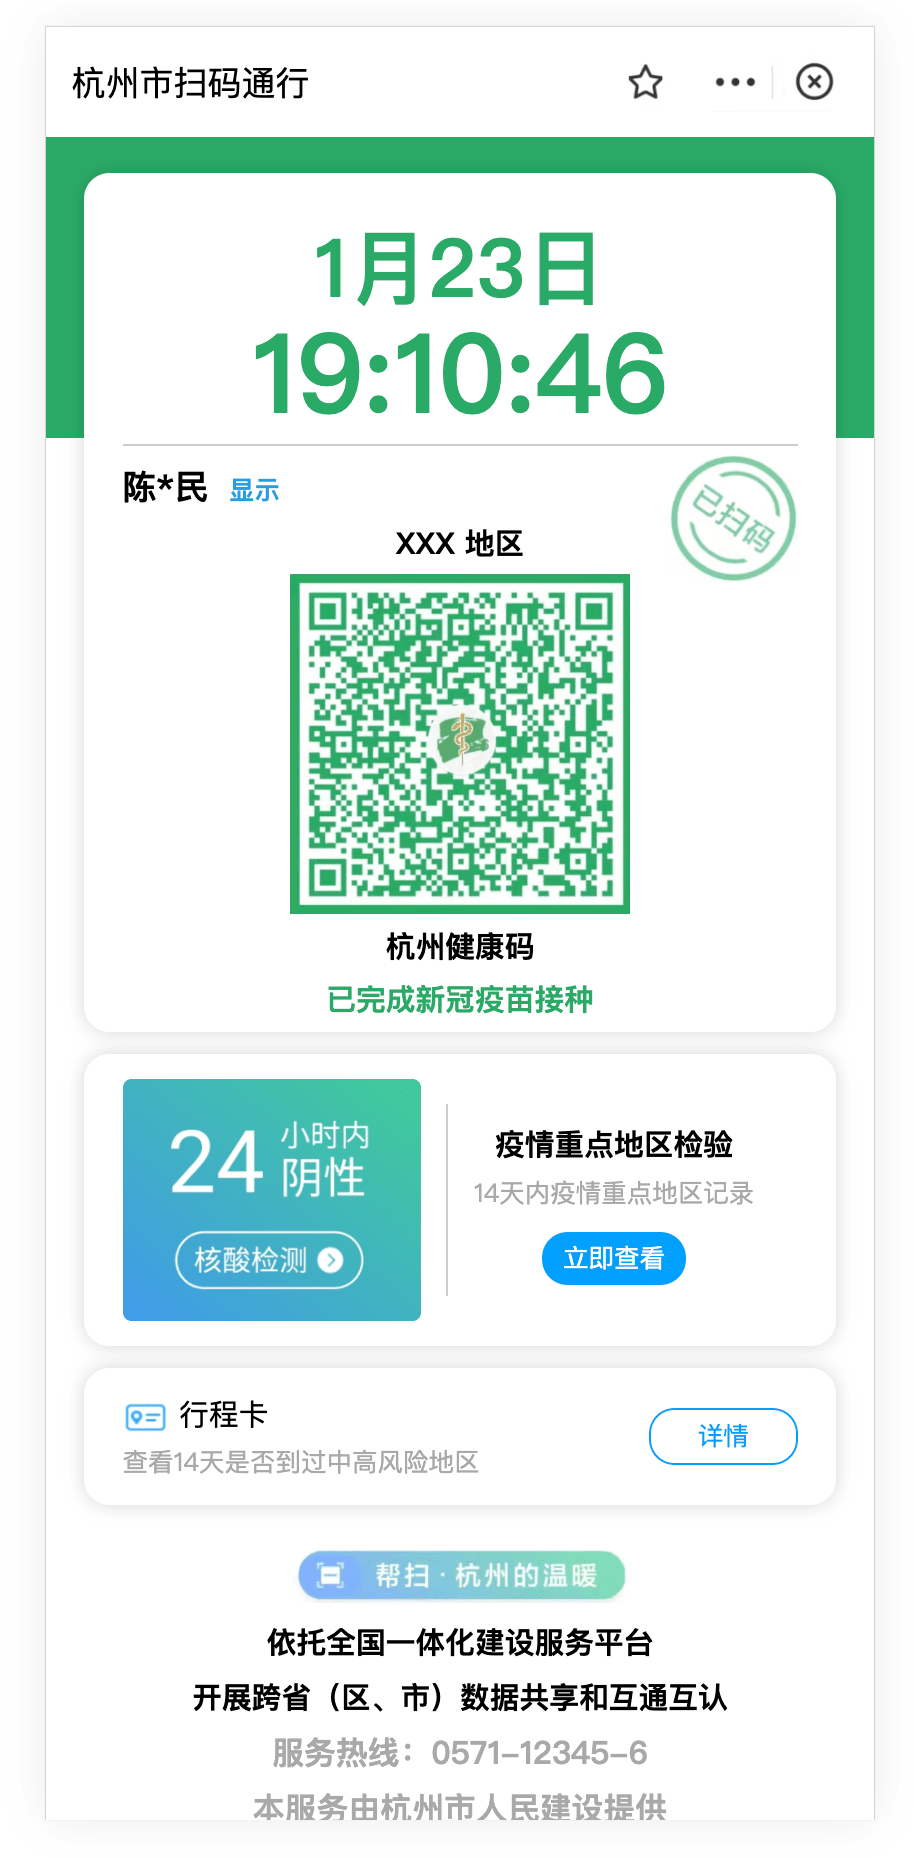 杭州市扫码通行
1月23日
19:10:46
陈*民 显示
已扫码
XXX 地区
杭州健康码
已完成新冠疫苗接种
24 小时内
阴性
核酸检测
疫情重点地区检验
14天内疫情重点地区记录
立即查看
行程卡
查看14天是否到过中高风险地区
详情
帮扫·杭州的温暖
依托全国一体化建设服务平台
开展跨省（区、市）数据共享和互通互认
服务热线：0571-12345-6
本服务由杭州市人民建设提供